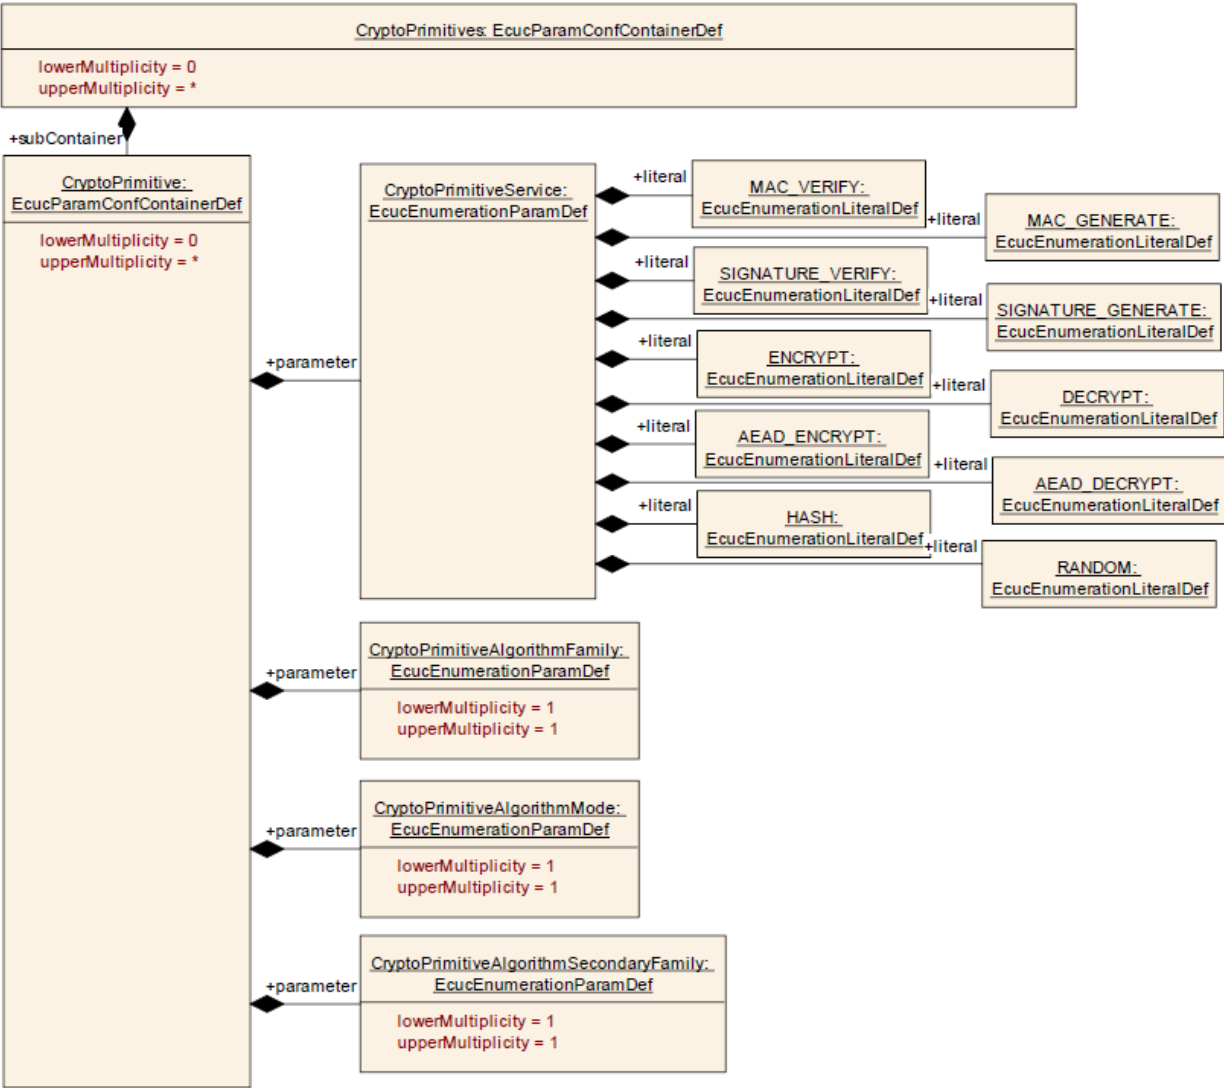 CryptoPrimitives: EcucParamConfContainerDef
lowerMultiplicity = 0
upperMultiplicity = *
+subContainer
CryptoPrimitive:
EcucParamConfContainerDef
lowerMultiplicity = 0
upperMultiplicity = *
+parameter
CryptoPrimitiveService:
EcucEnumerationParamDef
+literal
MAC_VERIFY:
EcucEnumerationLiteralDef
+literal
MAC_GENERATE:
EcucEnumerationLiteralDef
+literal
SIGNATURE_VERIFY:
EcucEnumerationLiteralDef
+literal
SIGNATURE_GENERATE:
EcucEnumerationLiteralDef
+literal
ENCRYPT:
EcucEnumerationLiteralDef
+literal
DECRYPT:
EcucEnumerationLiteralDef
+literal
AEAD_ENCRYPT:
EcucEnumerationLiteralDef
+literal
AEAD_DECRYPT:
EcucEnumerationLiteralDef
+literal
HASH:
EcucEnumerationLiteralDef
+literal
RANDOM:
EcucEnumerationLiteralDef
+parameter
CryptoPrimitiveAlgorithmFamily:
EcucEnumerationParamDef
lowerMultiplicity = 1
upperMultiplicity = 1
+parameter
CryptoPrimitiveAlgorithmMode:
EcucEnumerationParamDef
lowerMultiplicity = 1
upperMultiplicity = 1
+parameter
CryptoPrimitiveAlgorithmSecondaryFamily:
EcucEnumerationParamDef
lowerMultiplicity = 1
upperMultiplicity = 1